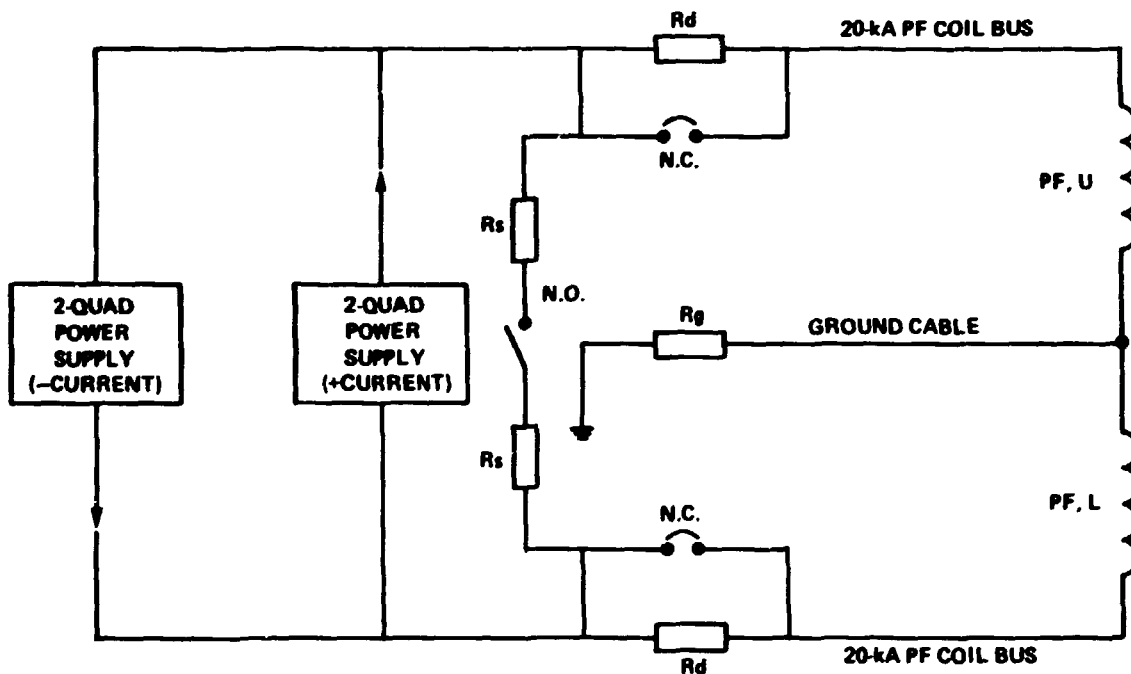 Rd
20-kA PF COIL BUS
N.C.
PF, U
Rs
N.O.
2-QUAD
POWER
SUPPLY
(–CURRENT)
2-QUAD
POWER
SUPPLY
(+CURRENT)
Rg
GROUND CABLE
Rs
N.C.
PF, L
Rd
20-kA PF COIL BUS